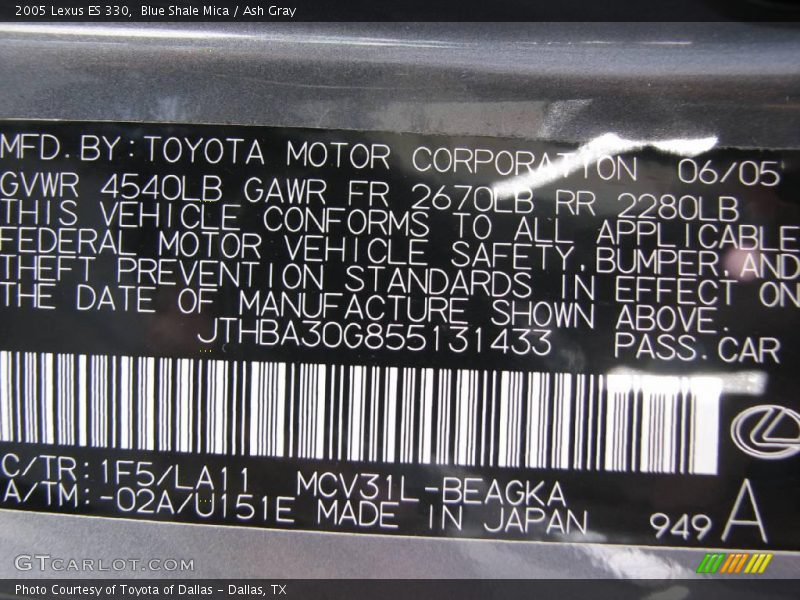 2005 Lexus ES 330,  Blue Shale Mica / Ash Gray
MFD.BY:TOYOTA MOTOR CORPORATION 06/05
GVWR 4540LB GAWR FR 2670LB RR 2280LB
THIS VEHICLE CONFORMS TO ALL APPLICABLE
FEDERAL MOTOR VEHICLE SAFETY,BUMPER,AND
THEFT PREVENTION STANDARDS IN EFFECT ON
THE DATE OF MANUFACTURE SHOWN ABOVE.
JTHBA30G855131433 PASS.CAR
C/TR:1F5/LA11 MCV31L-BEAGKA
A/TM:-02A/U151E MADE IN JAPAN 949 A
GTCARLOT.COM
Photo Courtesy of Toyota of Dallas - Dallas, TX